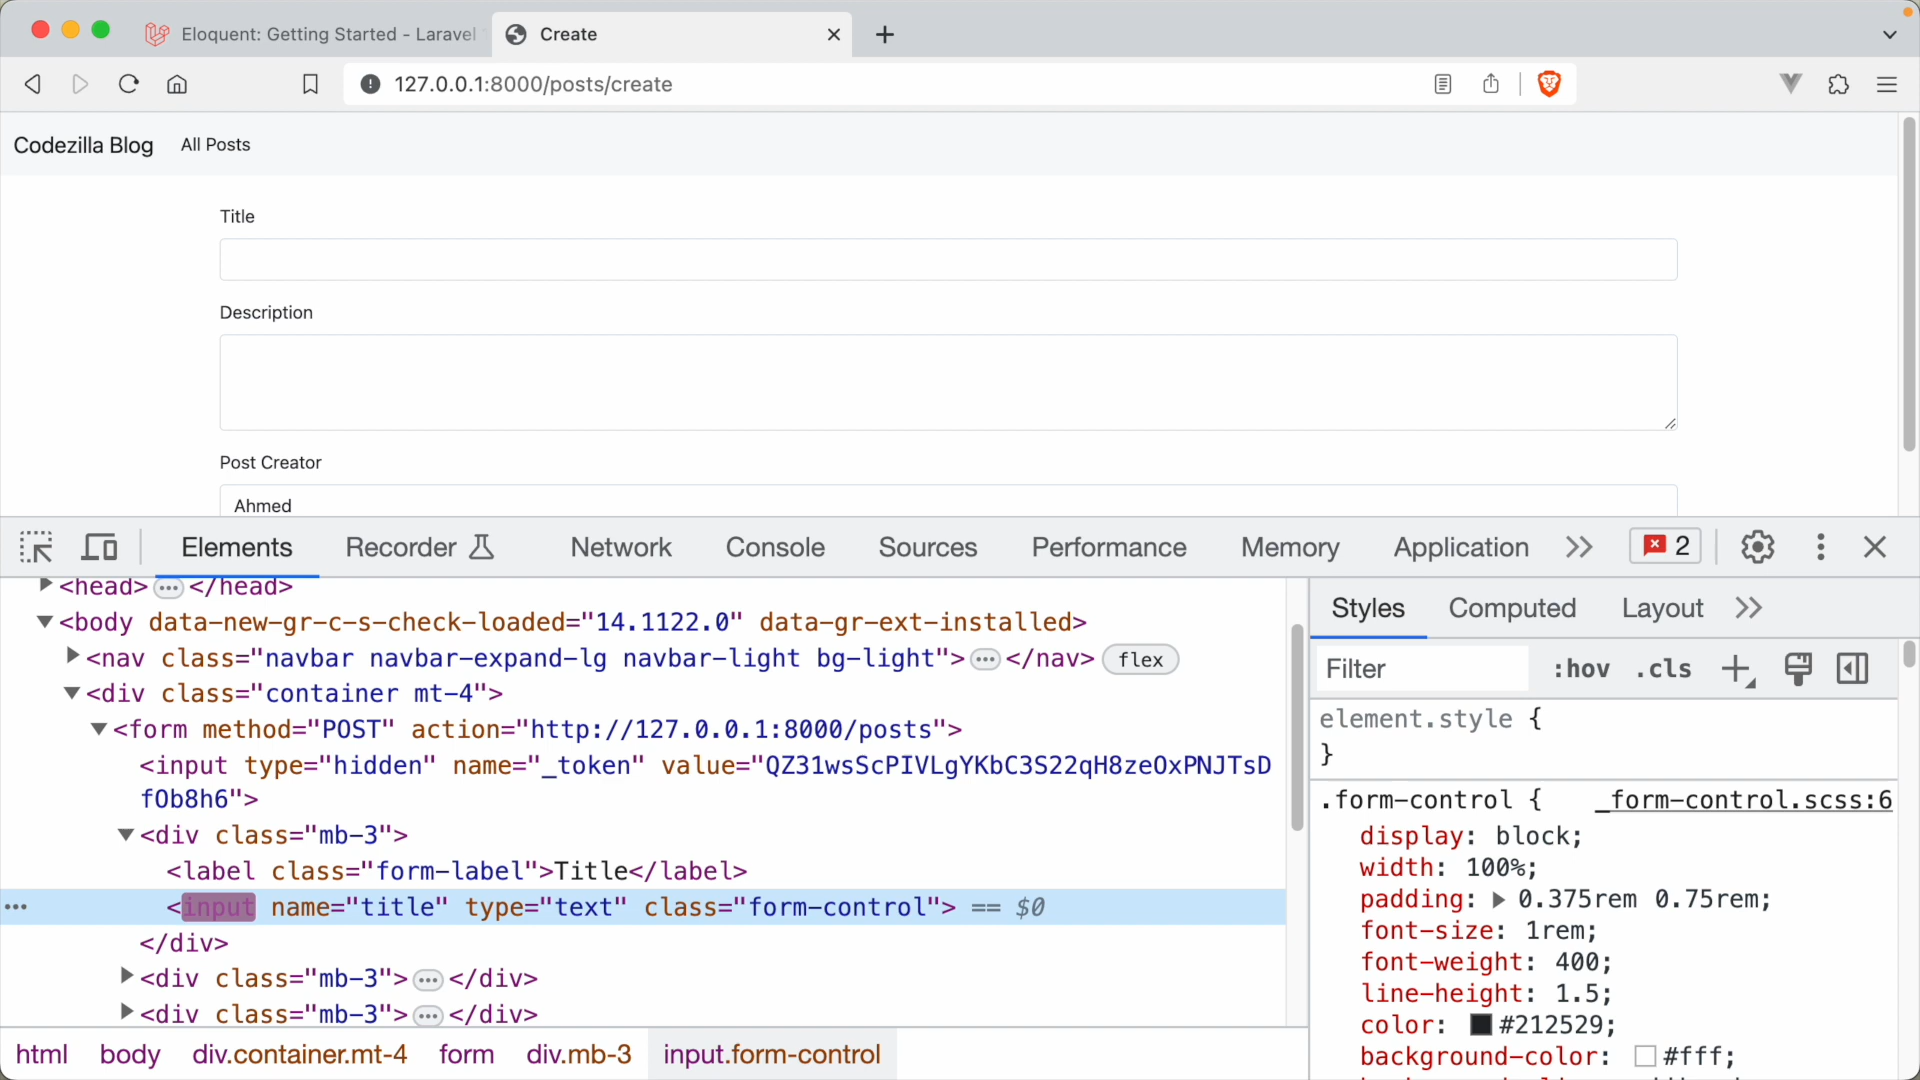 Eloquent: Getting Started - Laravel
Create
127.0.0.1:8000/posts/create
Codezilla Blog
All Posts
Title
Description
Post Creator
Ahmed
Elements
Recorder
Network
Console
Sources
Performance
Memory
Application
2
<head> </head>
<body data-new-gr-c-s-check-loaded="14.1122.0" data-gr-ext-installed>
<nav class="navbar navbar-expand-lg navbar-light bg-light"> </nav> flex
<div class="container mt-4">
<form method="POST" action="http://127.0.0.1:8000/posts">
<input type="hidden" name="_token" value="QZ31wsScPIVLgYKbC3S22qH8zeOxPNJTsD
fOb8h6">
<div class="mb-3">
<label class="form-label">Title</label>
<input name="title" type="text" class="form-control"> == $0
</div>
<div class="mb-3"> </div>
<div class="mb-3"> </div>
html
body
div.container.mt-4
form
div.mb-3
input.form-control
Styles
Computed
Layout
Filter
:hov
.cls
element.style {
}
.form-control {
_form-control.scss:6
display: block;
width: 100%;
padding: 0.375rem 0.75rem;
font-size: 1rem;
font-weight: 400;
line-height: 1.5;
color: #212529;
background-color: #fff;